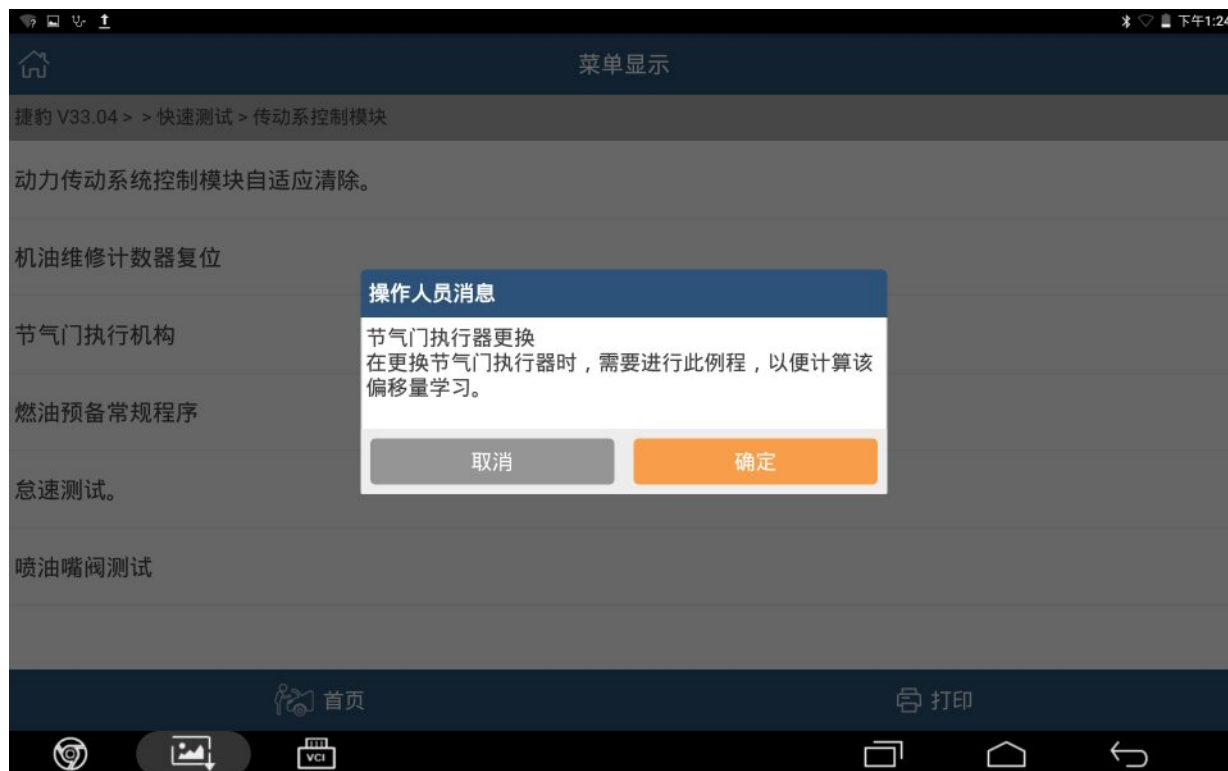 下午1:24
菜单显示
捷豹 V33.04 > > 快速测试 > 传动系控制模块
动力传动系统控制模块自适应清除。
机油维修计数器复位
节气门执行机构
燃油预备常规程序
怠速测试。
喷油嘴阀测试
操作人员消息
节气门执行器更换
在更换节气门执行器时，需要进行此例程，以便计算该
偏移量学习。
取消
确定
首页
打印
VCI